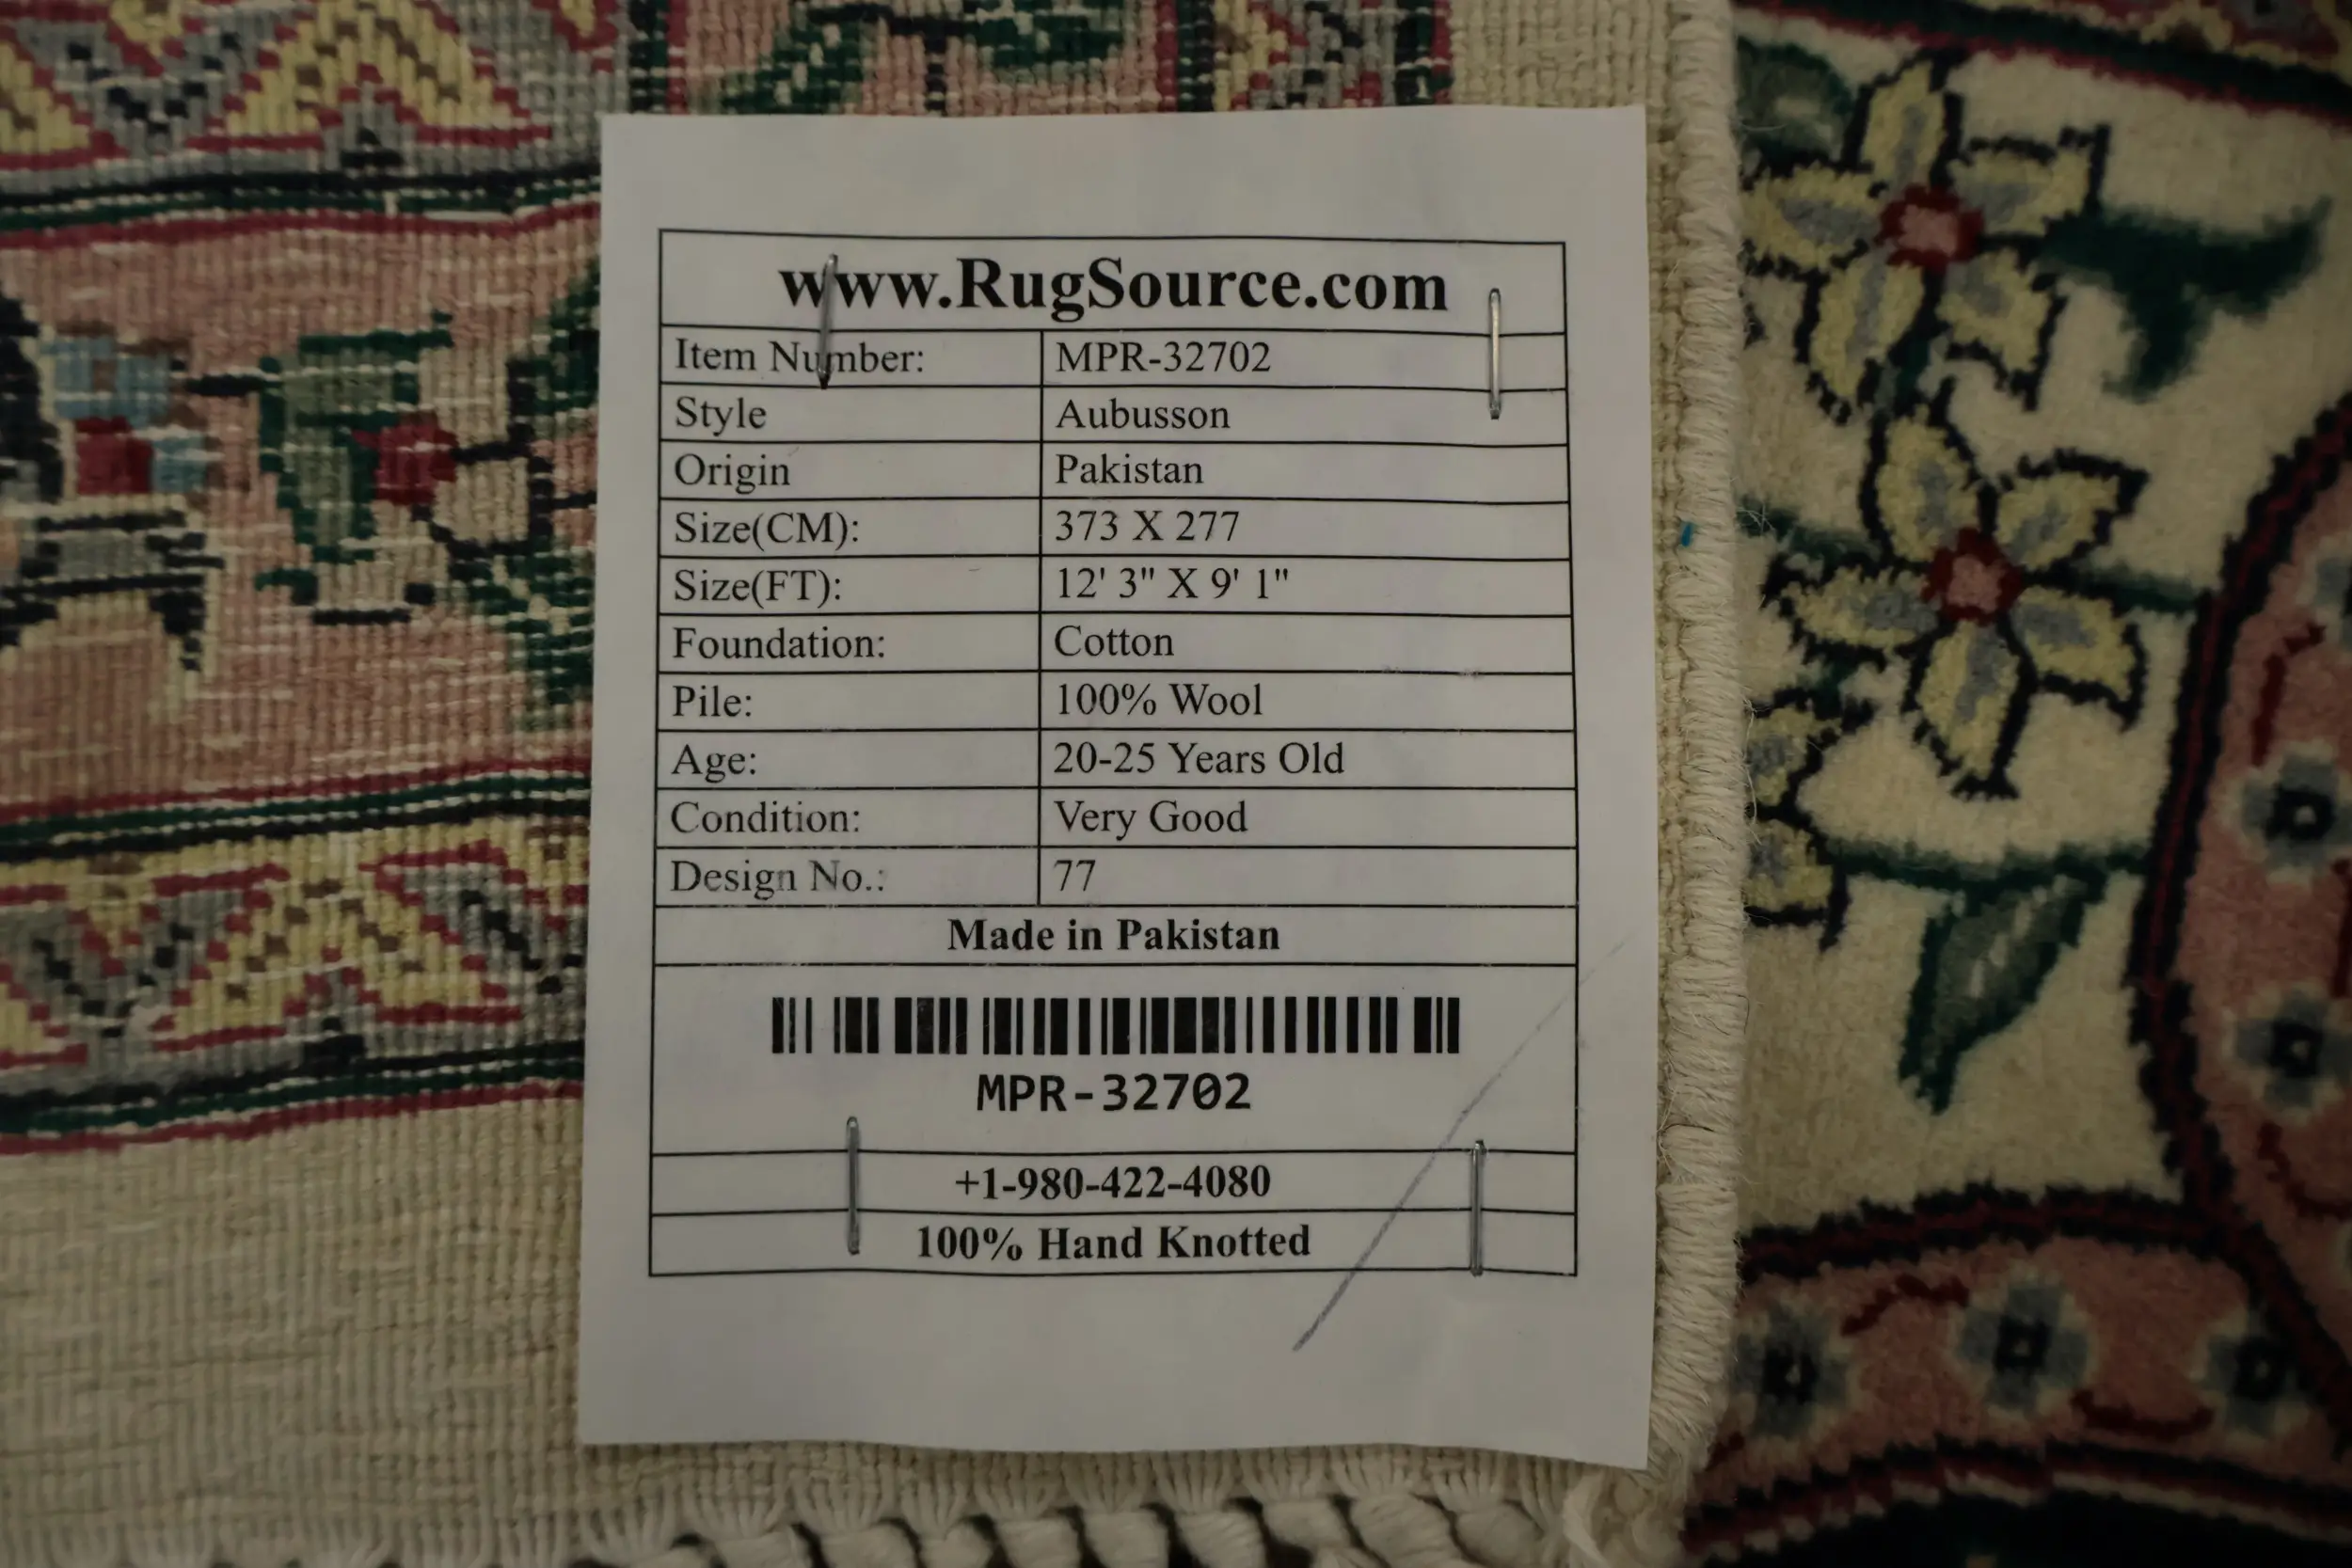 www.RugSource.com
Item Number: MPR-32702
Style Aubusson
Origin Pakistan
Size(CM): 373 X 277
Size(FT): 12' 3" X 9' 1"
Foundation: Cotton
Pile: 100% Wool
Age: 20-25 Years Old
Condition: Very Good
Design No.: 77
Made in Pakistan
MPR-32702
+1-980-422-4080
100% Hand Knotted